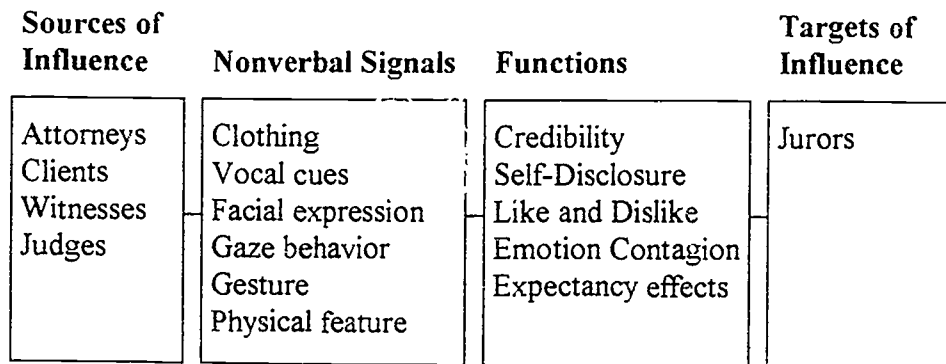 Sources of
Influence
Nonverbal Signals
Functions
Targets of
Influence
Attorneys
Clients
Witnesses
Judges
Clothing
Vocal cues
Facial expression
Gaze behavior
Gesture
Physical feature
Credibility
Self-Disclosure
Like and Dislike
Emotion Contagion
Expectancy effects
Jurors